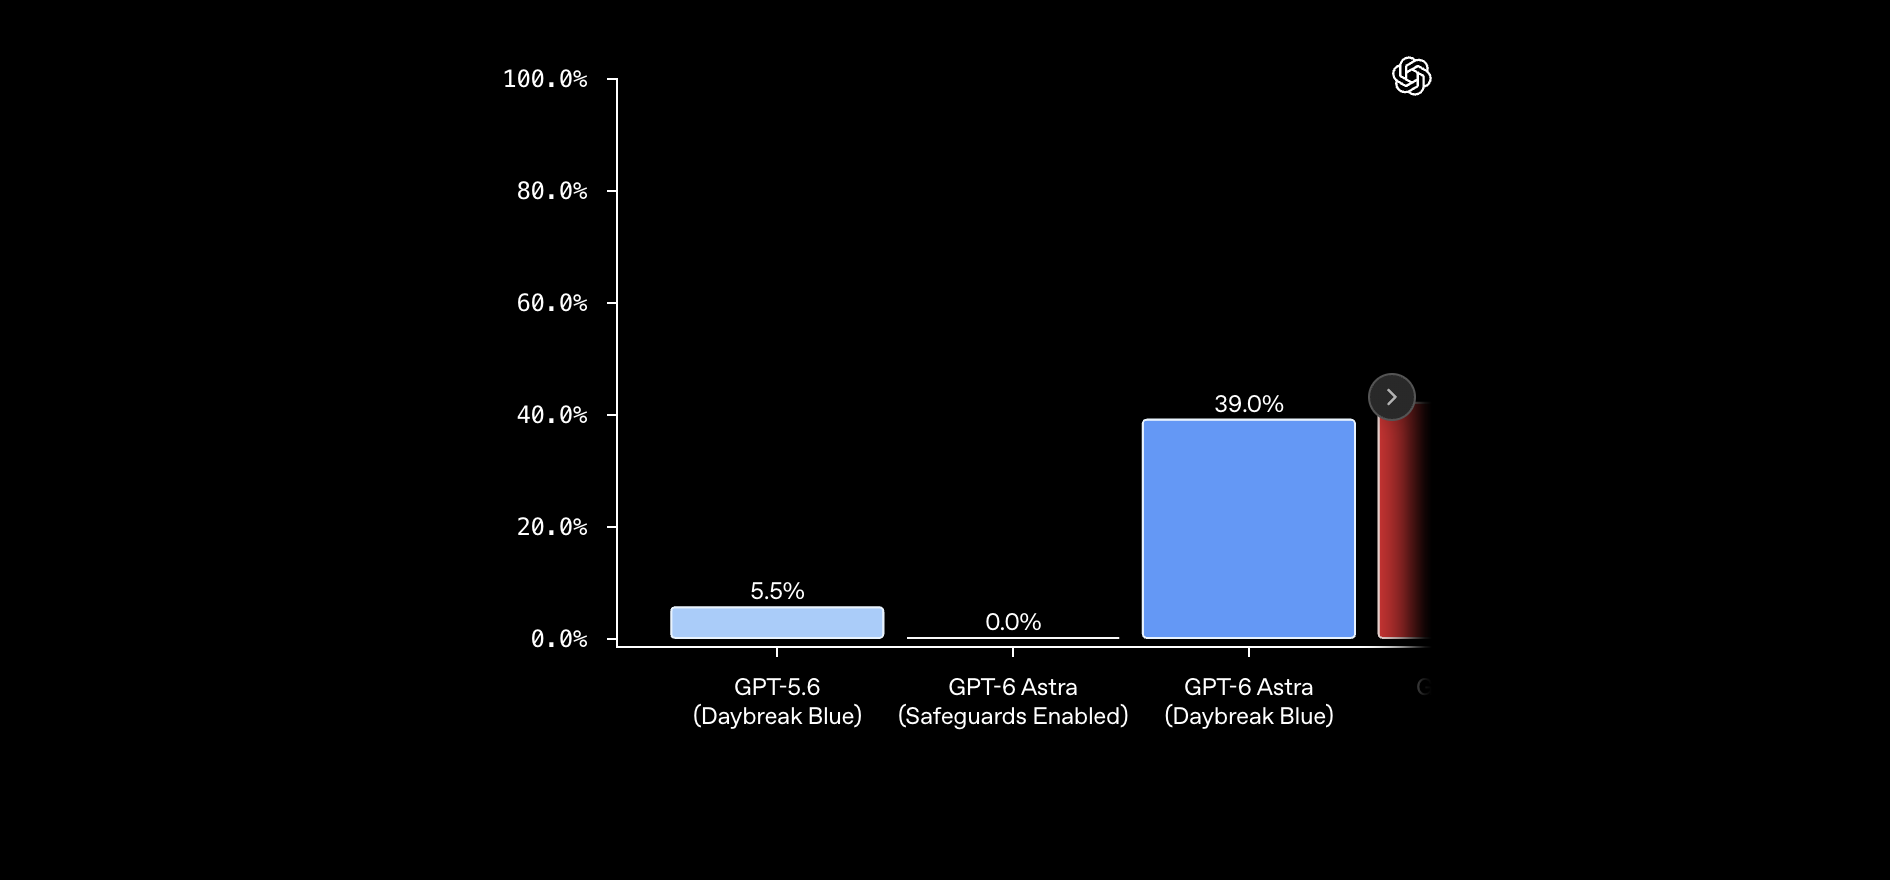 100.0%
80.0%
60.0%
40.0%
20.0%
0.0%
5.5%
0.0%
39.0%
GPT-5.6
(Daybreak Blue)
GPT-6 Astra
(Safeguards Enabled)
GPT-6 Astra
(Daybreak Blue)